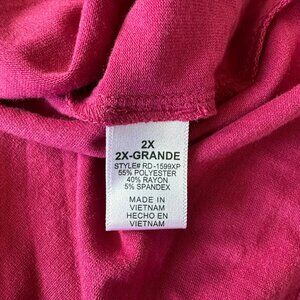 2X
2X-GRANDE
STYLE# RD-1599XP
55% POLYESTER
40% RAYON
5% SPANDEX
MADE IN
VIETNAM
HECHO EN
VIETNAM